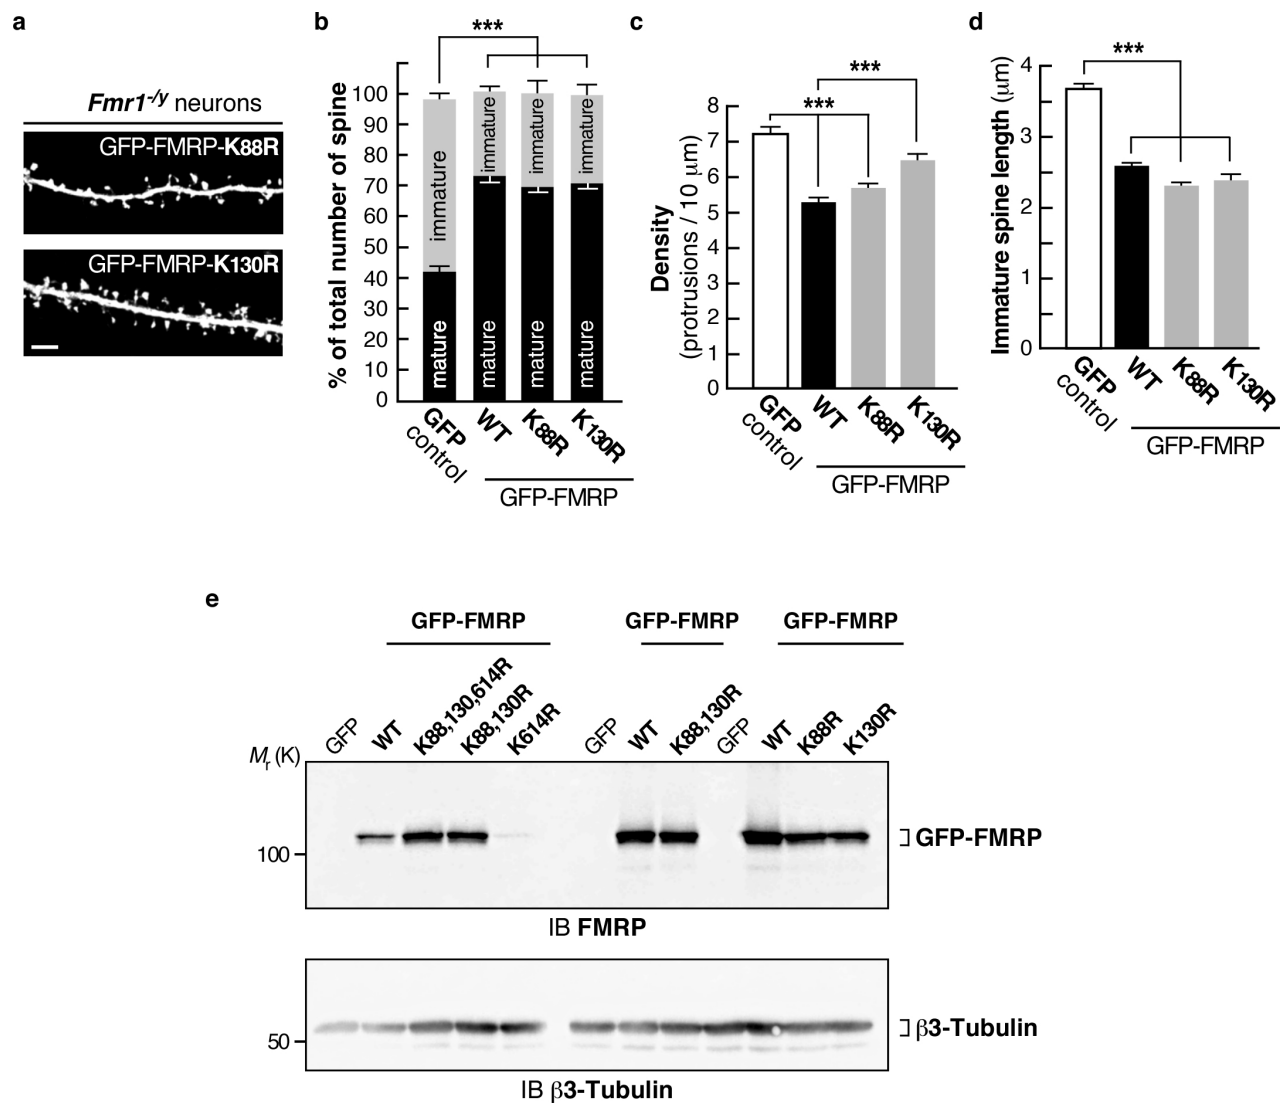 a
Fmr1-/y neurons
GFP-FMRP-K88R
GFP-FMRP-K130R
b
% of total number of spine
100
90
80
70
60
50
40
30
20
10
0
***
immature
immature
immature
immature
mature
mature
mature
mature
GFP
control
WT
K88R
K130R
GFP-FMRP
c
Density
(protrusions / 10 μm)
8
7
6
5
4
3
2
1
0
***
***
GFP
control
WT
K88R
K130R
GFP-FMRP
d
Immature spine length (μm)
4
3
2
1
0
***
GFP
control
WT
K88R
K130R
GFP-FMRP
e
GFP-FMRP
GFP-FMRP
GFP-FMRP
GFP
WT
K88,130,614R
K88,130R
K614R
GFP
WT
K88,130R
GFP
WT
K88R
K130R
Mr (K)
100
GFP-FMRP
IB FMRP
50
β3-Tubulin
IB β3-Tubulin